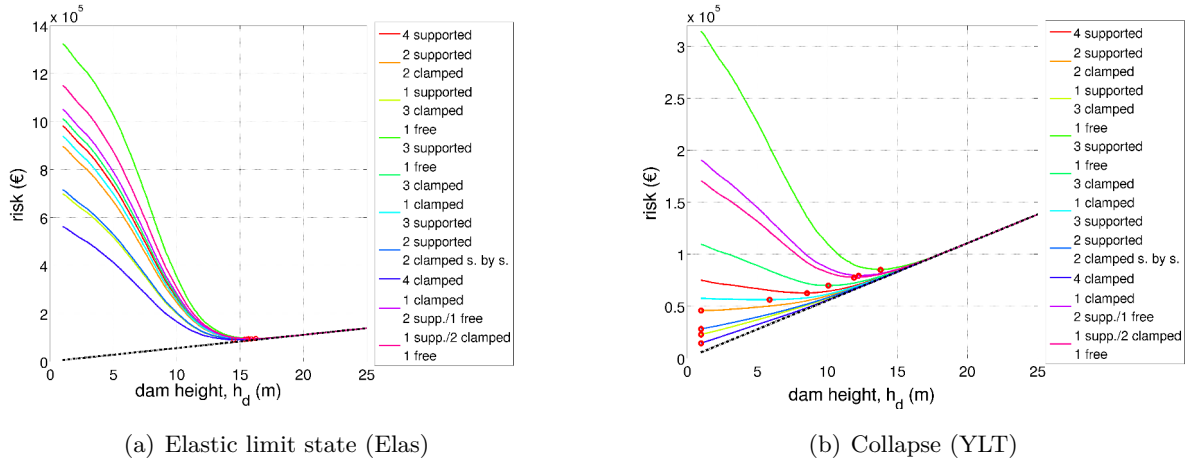 x 10⁵
14
12
10
8
6
4
2
0
risk (€)
0 5 10 15 20 25
dam height, h_d (m)
4 supported
2 supported
2 clamped
1 supported
3 clamped
1 free
3 supported
1 free
3 clamped
1 clamped
3 supported
2 supported
2 clamped s. by s.
4 clamped
1 clamped
2 supp./1 free
1 supp./2 clamped
1 free
(a) Elastic limit state (Elas)
x 10⁵
3
2.5
2
1.5
1
0.5
0
risk (€)
0 5 10 15 20 25
dam height, h_d (m)
4 supported
2 supported
2 clamped
1 supported
3 clamped
1 free
3 supported
1 free
3 clamped
1 clamped
3 supported
2 supported
2 clamped s. by s.
4 clamped
1 clamped
2 supp./1 free
1 supp./2 clamped
1 free
(b) Collapse (YLT)